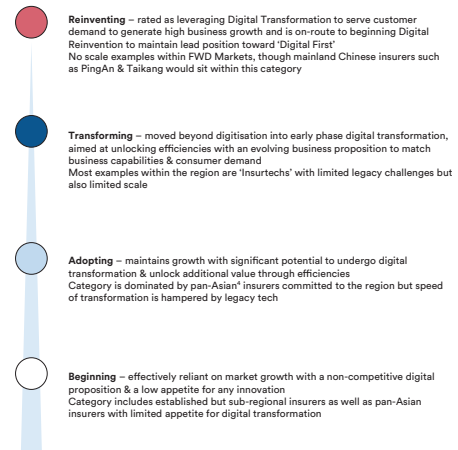 Reinventing – rated as leveraging Digital Transformation to serve customer
demand to generate high business growth and is on-route to beginning Digital
Reinvention to maintain lead position toward ‘Digital First’
No scale examples within FWD Markets, though mainland Chinese insurers such
as PingAn & Taikang would sit within this category
Transforming – moved beyond digitisation into early phase digital transformation,
aimed at unlocking efficiencies with an evolving business proposition to match
business capabilities & consumer demand
Most examples within the region are ‘Insurtechs’ with limited legacy challenges but
also limited scale
Adopting – maintains growth with significant potential to undergo digital
transformation & unlock additional value through efficiencies
Category is dominated by pan-Asian⁴ insurers committed to the region but speed
of transformation is hampered by legacy tech
Beginning – effectively reliant on market growth with a non-competitive digital
proposition & a low appetite for any innovation
Category includes established but sub-regional insurers as well as pan-Asian
insurers with limited appetite for digital transformation